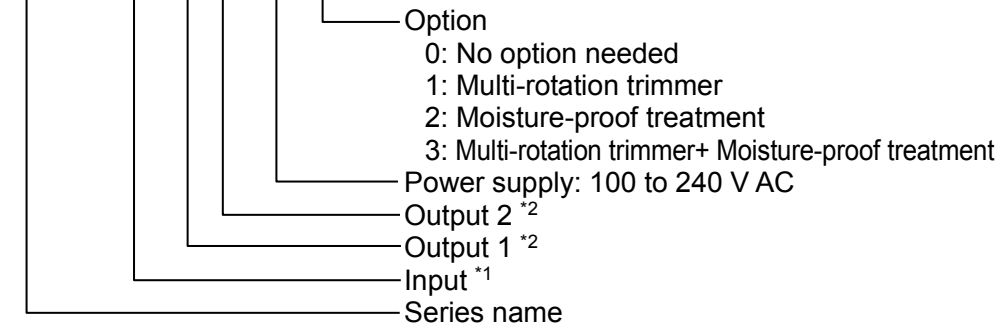 Option
0: No option needed
1: Multi-rotation trimmer
2: Moisture-proof treatment
3: Multi-rotation trimmer+ Moisture-proof treatment
Power supply: 100 to 240 V AC
Output 2 *2
Output 1 *2
Input *1
Series name